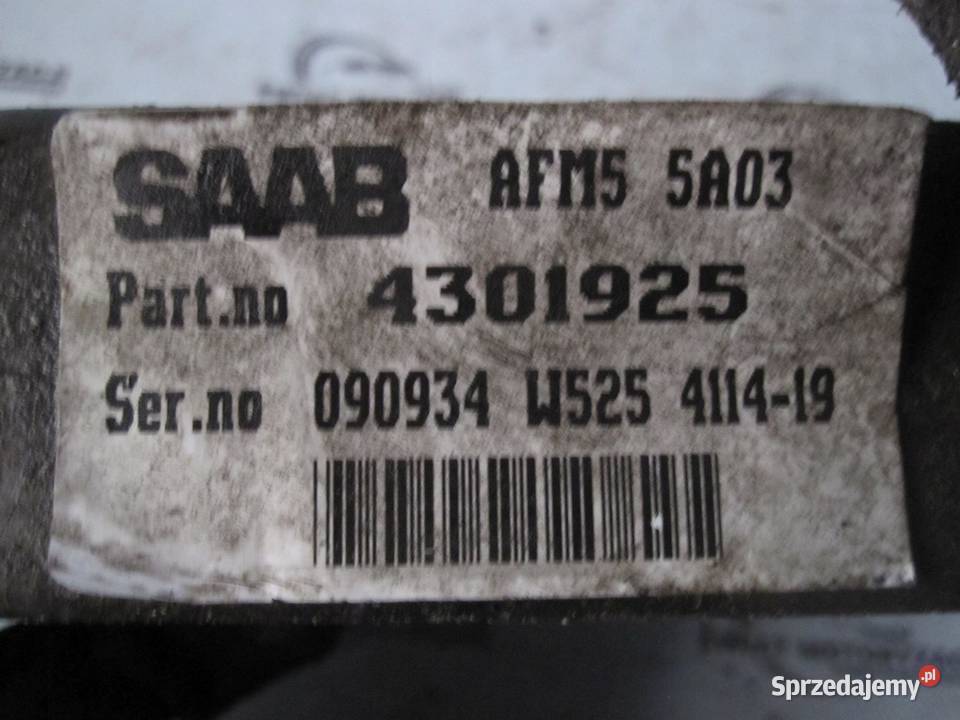 SAAB AFM5 5A03
Part.no 4301925
Ser.no 090934 W525 4114-19
Sprzedajemy.pl